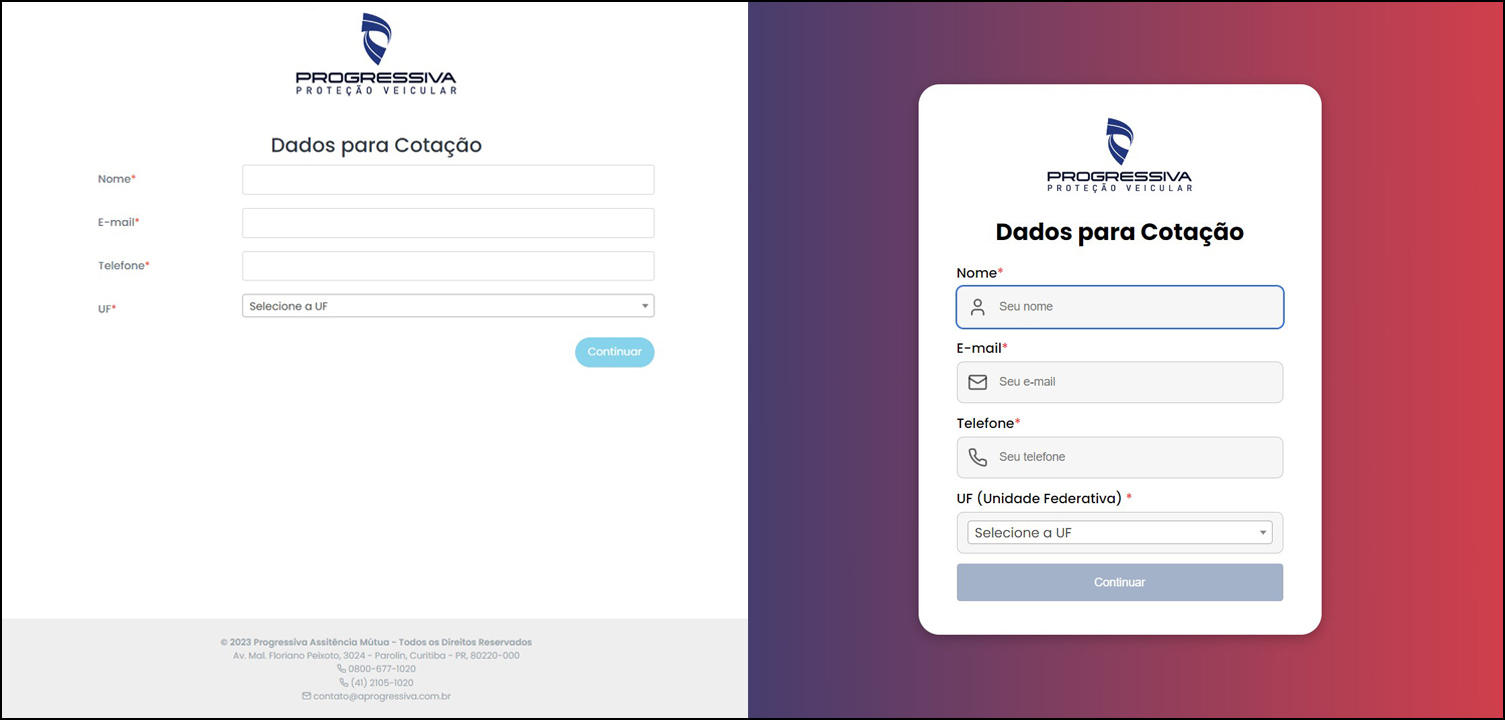 PROGRESSIVA
PROTEÇÃO VEICULAR
Dados para Cotação
Nome*
E-mail*
Telefone*
UF*
Selecione a UF
Continuar
© 2023 Progressiva Assitência Mútua - Todos os Direitos Reservados
Av. Mal. Floriano Peixoto, 3024 - Parolin, Curitiba - PR, 80220-000
0800-677-1020
(41) 2105-1020
contato@aprogressiva.com.br
PROGRESSIVA
PROTEÇÃO VEICULAR
Dados para Cotação
Nome*
Seu nome
E-mail*
Seu e-mail
Telefone*
Seu telefone
UF (Unidade Federativa) *
Selecione a UF
Continuar